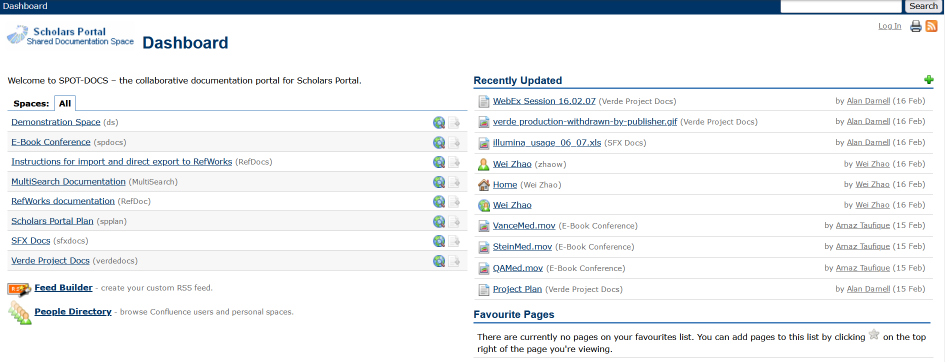 Dashboard
Search
Log In
Scholars Portal
Shared Documentation Space
Dashboard
Welcome to SPOT-DOCS – the collaborative documentation portal for Scholars Portal.
Spaces: All
Demonstration Space (ds)
E-Book Conference (spdocs)
Instructions for import and direct export to RefWorks (RefDocs)
MultiSearch Documentation (MultiSearch)
RefWorks documentation (RefDoc)
Scholars Portal Plan (spplan)
SFX Docs (sfxdocs)
Verde Project Docs (verdedocs)
Feed Builder - create your custom RSS feed.
People Directory - browse Confluence users and personal spaces.
Recently Updated
WebEx Session 16.02.07 (Verde Project Docs) by Alan Darnell (16 Feb)
verde production-withdrawn-by-publisher.gif (Verde Project Docs) by Alan Darnell (16 Feb)
illumina_usage_06_07.xls (SFX Docs) by Alan Darnell (16 Feb)
Wei Zhao (zhaow) by Wei Zhao (16 Feb)
Home (Wei Zhao) by Wei Zhao (16 Feb)
Wei Zhao by Wei Zhao (16 Feb)
VanceMed.mov (E-Book Conference) by Amaz Taufique (15 Feb)
SteinMed.mov (E-Book Conference) by Amaz Taufique (15 Feb)
QAMed.mov (E-Book Conference) by Amaz Taufique (15 Feb)
Project Plan (Verde Project Docs) by Alan Darnell (15 Feb)
Favourite Pages
There are currently no pages on your favourites list. You can add pages to this list by clicking on the top
right of the page you're viewing.